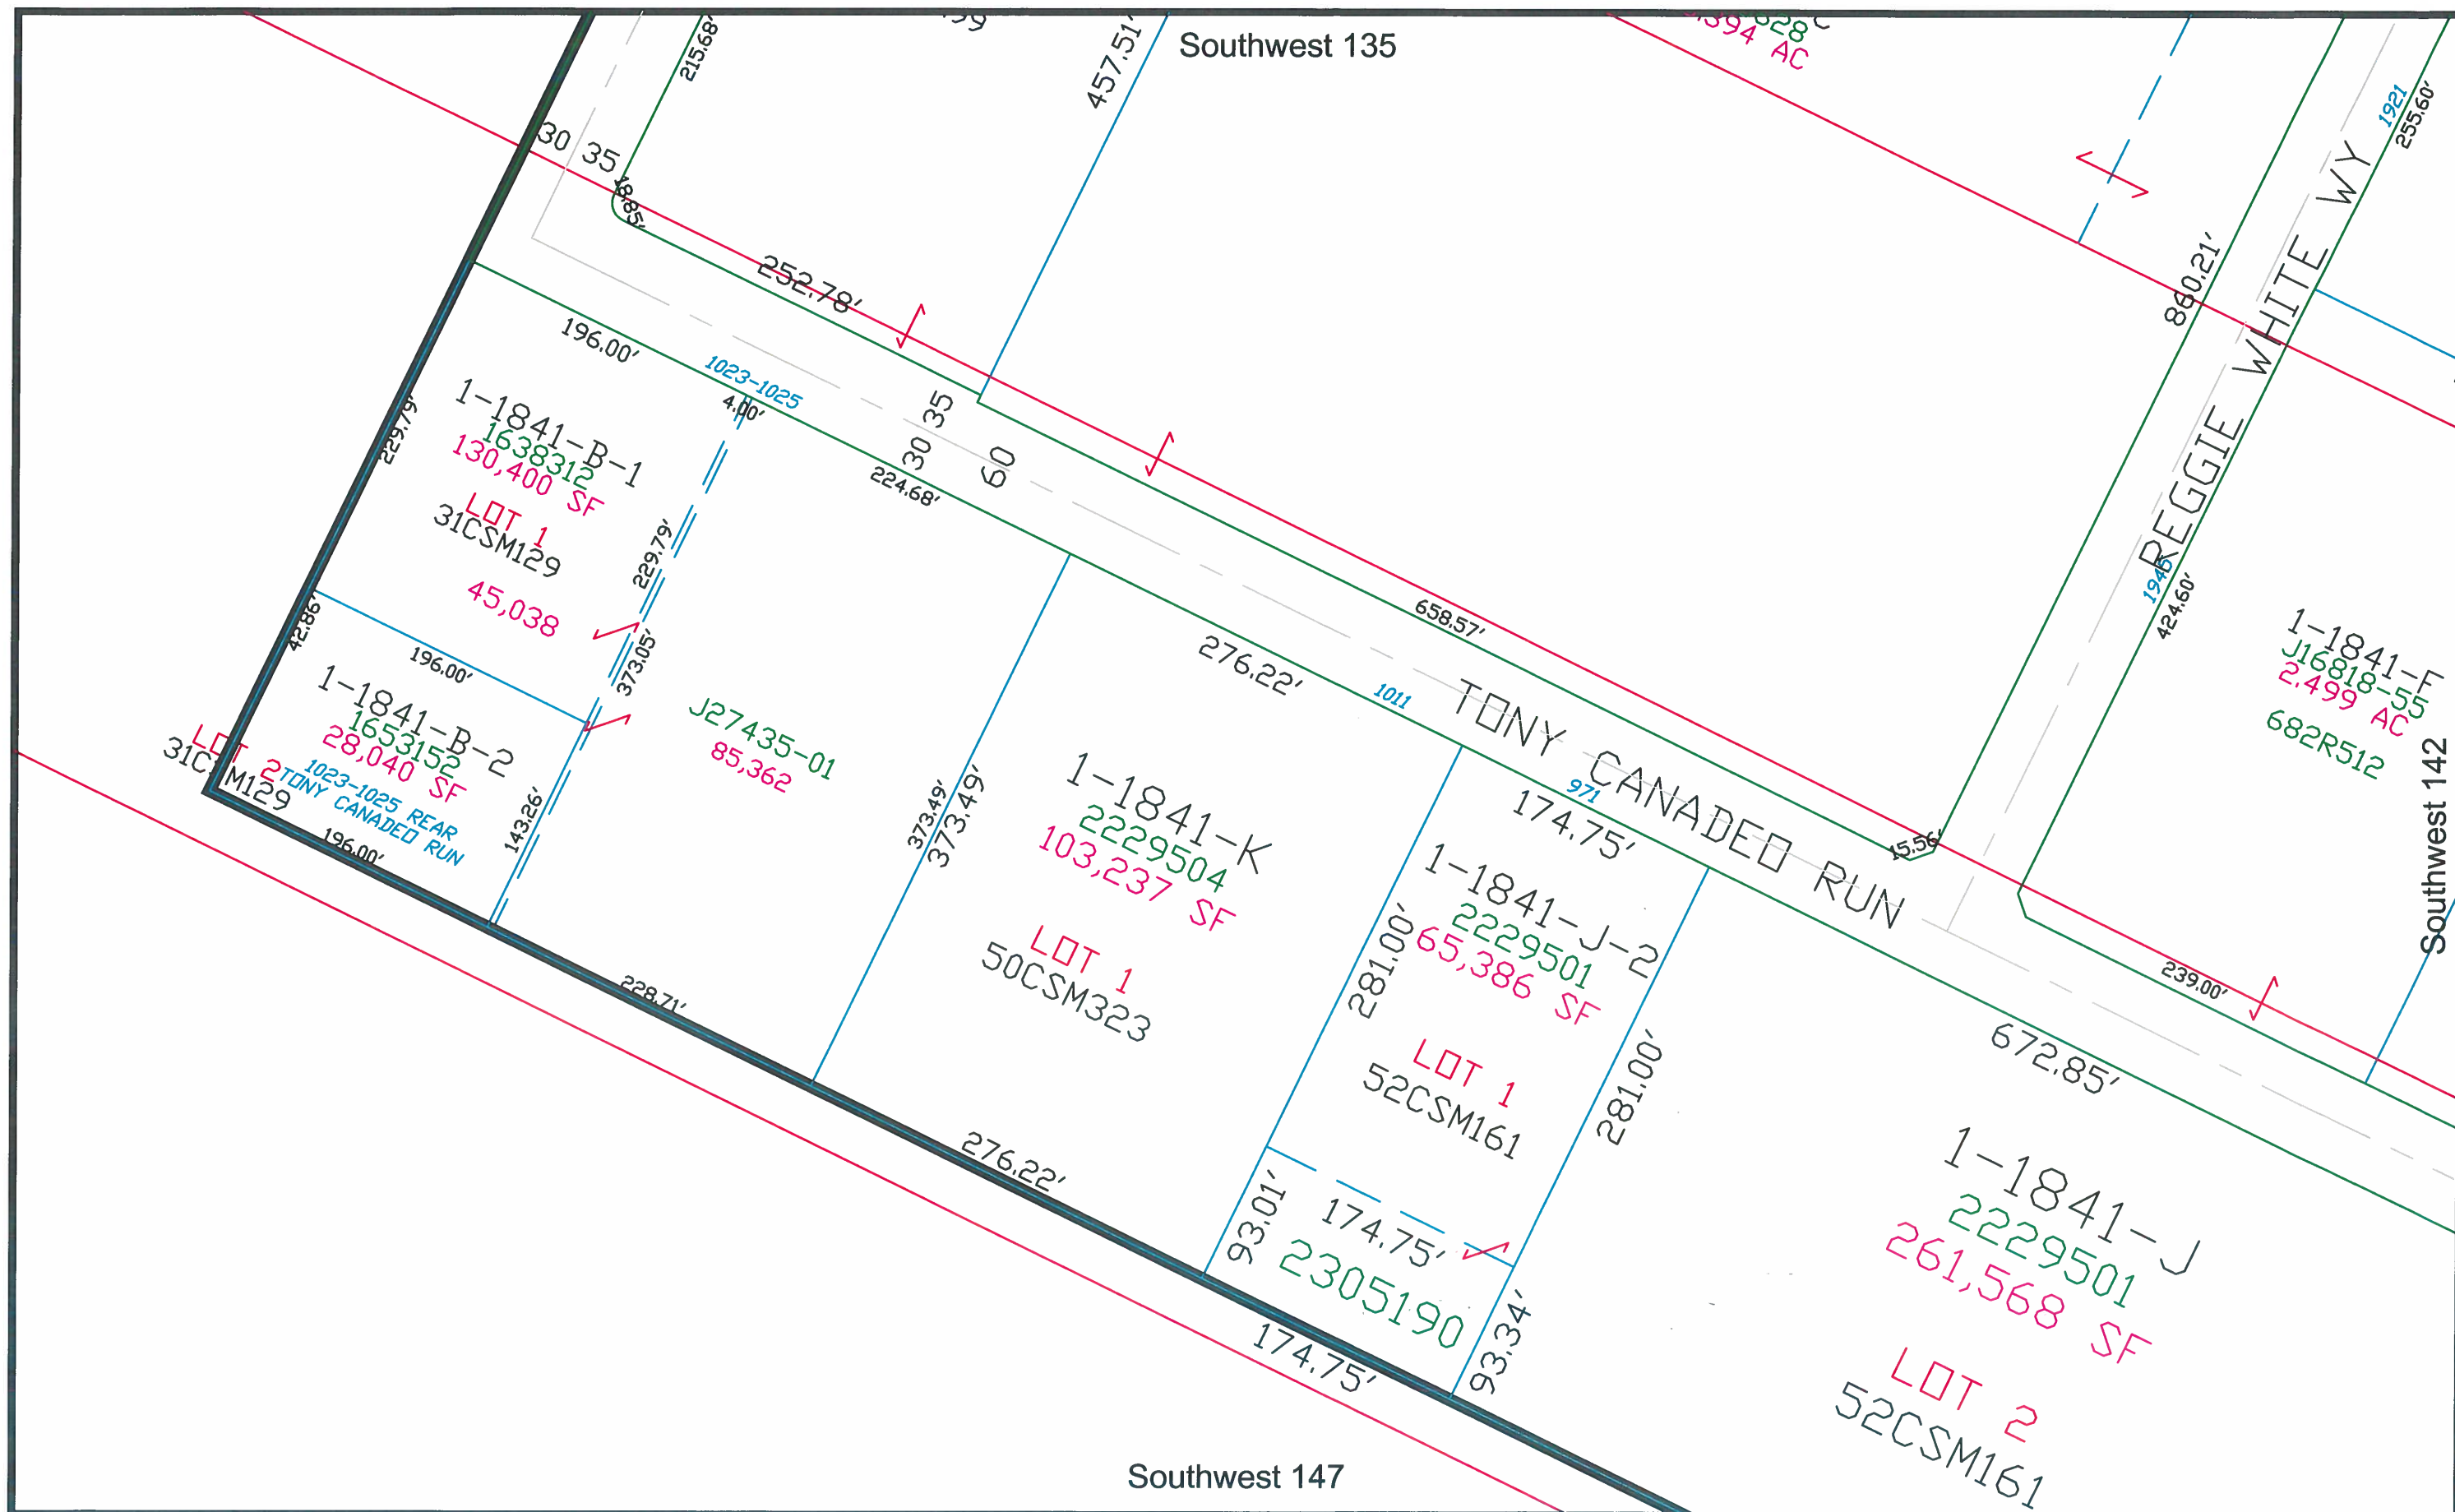 Southwest 135
215.68'
457.51'
628
.394 AC
1921
255.60'
30 35
18.85'
252.78'
860.21'
REGGIE WHITE WY
196.00'
1023-1025
4.00'
30 35
60
224.68'
229.79'
1-1841-B-1
1638312
130,400 SF
LOT 1
31CSM129
45,038
229.79'
373.05'
42.86'
196.00'
1-1841-B-2
1653152
28,040 SF
LOT 2
31CSM129
1023-1025 REAR
TONY CANADEO RUN
143.26'
196.00'
J27435-01
85,362
373.49'
373.49'
228.71'
658.57'
276.22'
1011
TONY CANADEO RUN
971
174.75'
15.56'
1945
424.60'
1-1841-F
J16818-55
2.499 AC
682R512
Southwest 142
1-1841-K
2229504
103,237 SF
LOT 1
50CSM323
276.22'
1-1841-J-2
2229501
65,386 SF
281.00'
LOT 1
52CSM161
281.00'
93.01'
174.75'
2305190
93.34'
174.75'
239.00'
672.85'
1-1841-J
2229501
261,568 SF
LOT 2
52CSM161
Southwest 147